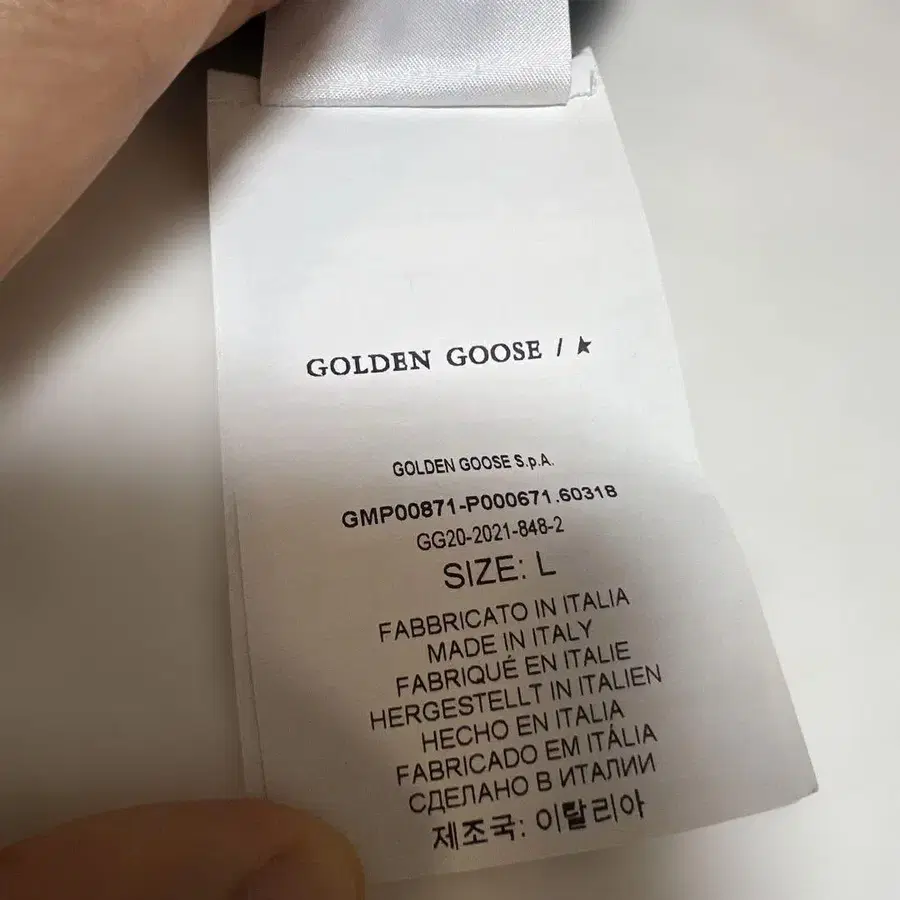 GOLDEN GOOSE / ★
GOLDEN GOOSE S.p.A.
GMP00871-P000671.60318
GG20-2021-848-2
SIZE: L
FABBRICATO IN ITALIA
MADE IN ITALY
FABRIQUÉ EN ITALIE
HERGESTELLT IN ITALIEN
HECHO EN ITALIA
FABRICADO EM ITÁLIA
СДЕЛАНО В ИТАЛИИ
제조국: 이탈리아